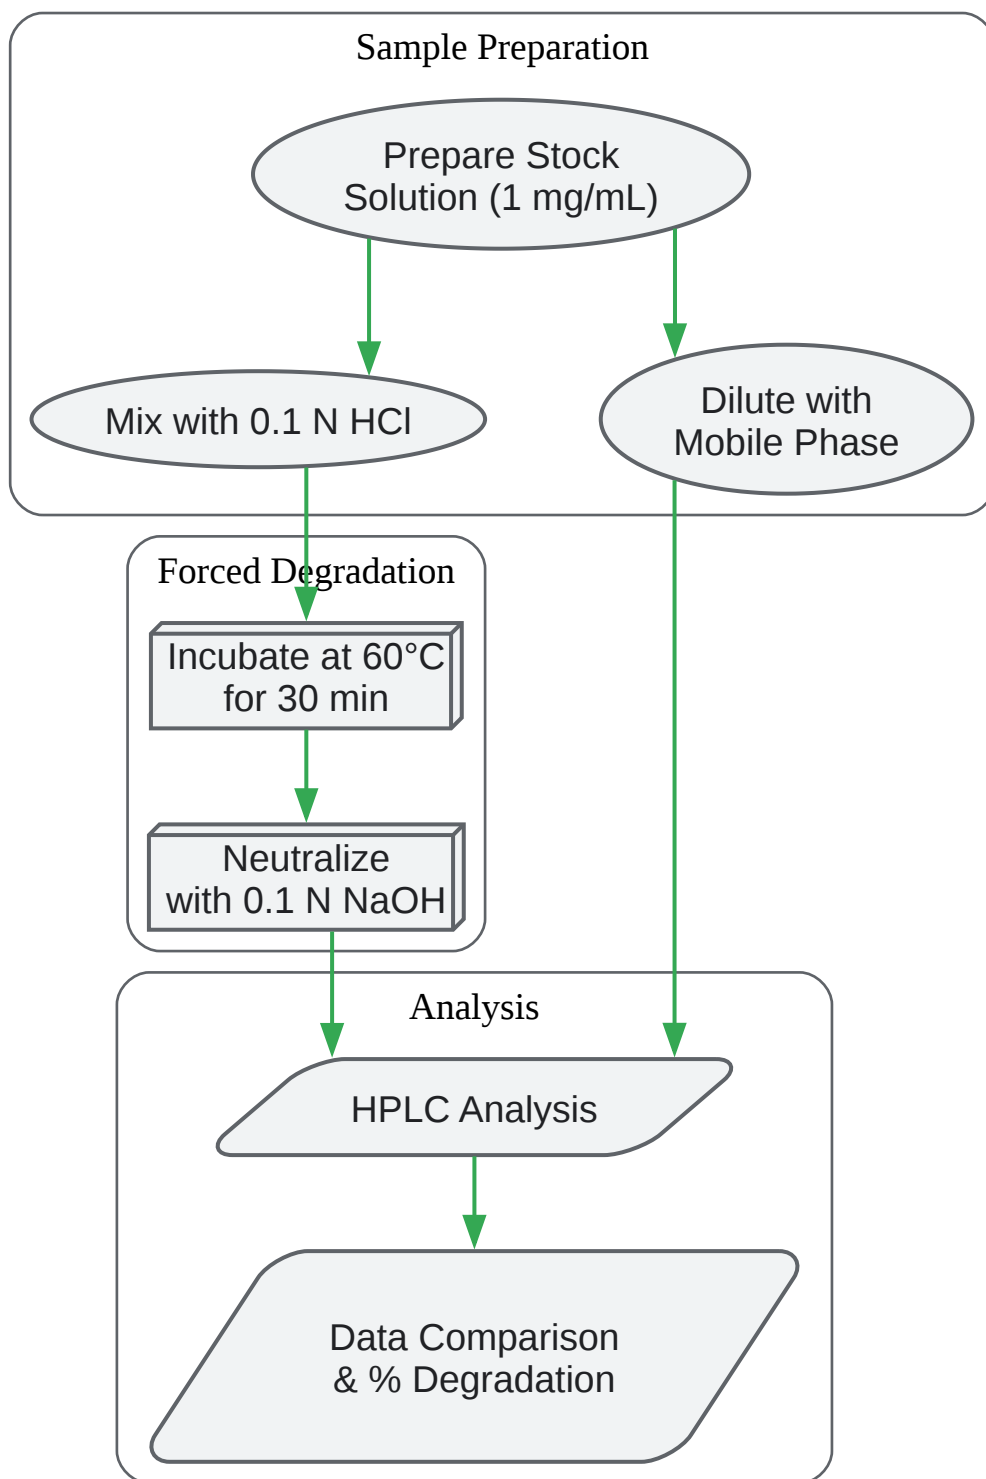 Sample Preparation
Prepare Stock
Solution (1 mg/mL)
Mix with 0.1 N HCl
Dilute with
Mobile Phase
Forced Degradation
Incubate at 60°C
for 30 min
Neutralize
with 0.1 N NaOH
Analysis
HPLC Analysis
Data Comparison
& % Degradation